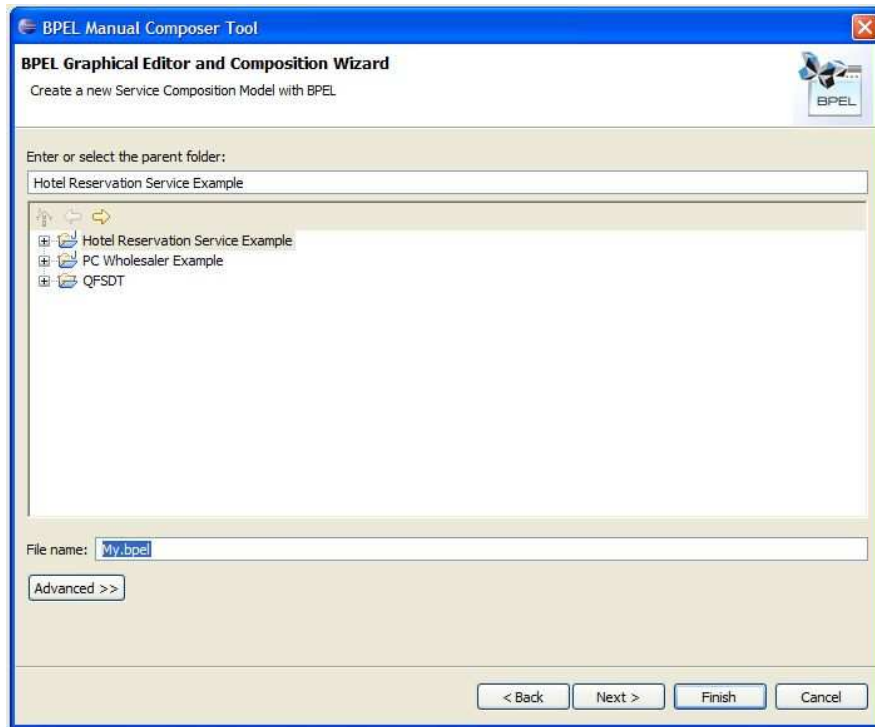 BPEL Manual Composer Tool
BPEL Graphical Editor and Composition Wizard
Create a new Service Composition Model with BPEL
BPEL
Enter or select the parent folder:
Hotel Reservation Service Example
Hotel Reservation Service Example
PC Wholesaler Example
QFSDT
File name: My.bpel
Advanced >>
< Back Next > Finish Cancel